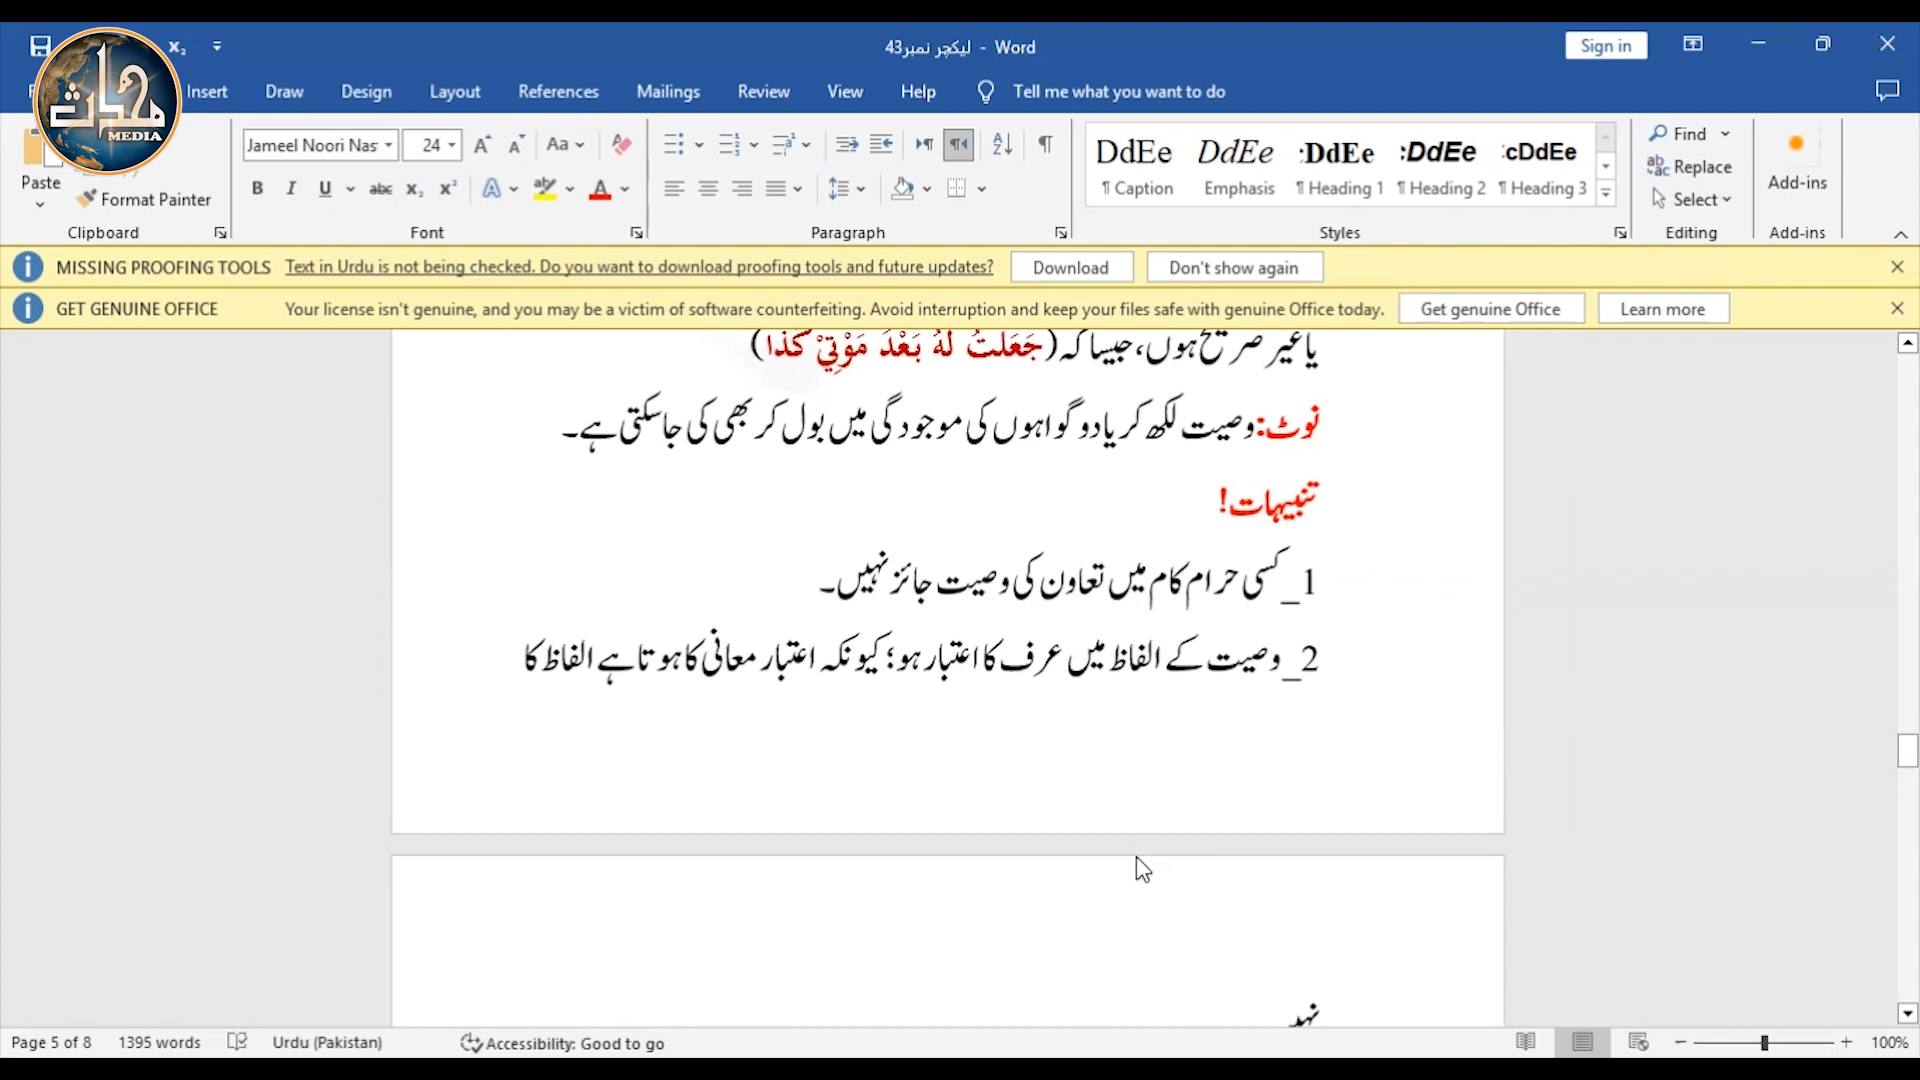 لیکچر نمبر43 - Word
Sign in
Insert Draw Design Layout References Mailings Review View Help Tell me what you want to do
محدث
MEDIA
Paste
Format Painter
Clipboard
Jameel Noori Nas 24
Font
Paragraph
DdEe DdEe :DdEe :DdEe :cDdEe
¶ Caption Emphasis ¶ Heading 1 ¶ Heading 2 ¶ Heading 3
Styles
Find
Replace
Select
Editing
Add-ins
Add-ins
MISSING PROOFING TOOLS Text in Urdu is not being checked. Do you want to download proofing tools and future updates? Download Don't show again
GET GENUINE OFFICE Your license isn't genuine, and you may be a victim of software counterfeiting. Avoid interruption and keep your files safe with genuine Office today. Get genuine Office Learn more
یا غیر صریح ہوں، جیسا کہ (جَعَلتُ لَهُ بَعْدَ مَوْتِيْ كَذا)
نوٹ: وصیت لکھ کر یا دو گواہوں کی موجودگی میں بول کر بھی کی جاسکتی ہے۔
تنبیہات!
1_ کسی حرام کام میں تعاون کی وصیت جائز نہیں۔
2_ وصیت کے الفاظ میں عرف کا اعتبار ہو؛ کیونکہ اعتبار معانی کا ہوتا ہے الفاظ کا
Page 5 of 8 1395 words Urdu (Pakistan) Accessibility: Good to go 100%